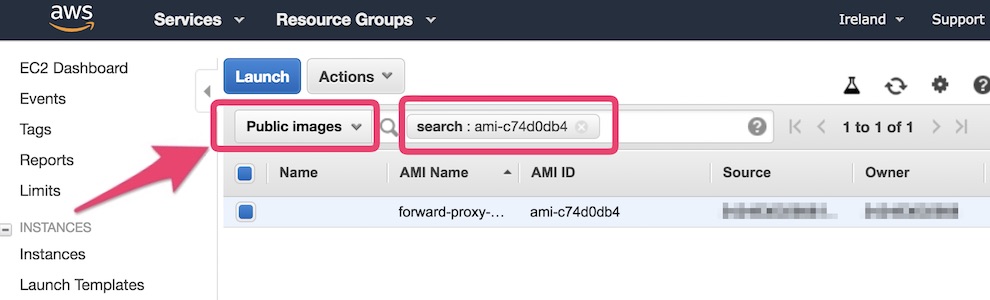 aws Services Resource Groups Ireland Support
EC2 Dashboard
Events
Tags
Reports
Limits
INSTANCES
Instances
Launch Templates
Launch Actions
Public images search : ami-c74d0db4 ? 1 to 1 of 1
Name AMI Name AMI ID Source Owner
forward-proxy-... ami-c74d0db4